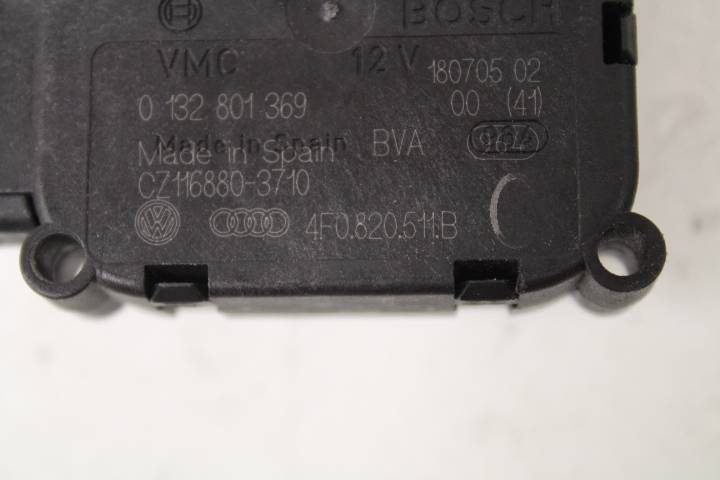 BOSCH
VMC 12 V 180705 02
0 132 801 369 00 (41)
Made in Spain
Made in Spain BVA
CZ116880-3710
4F0.820.511.B